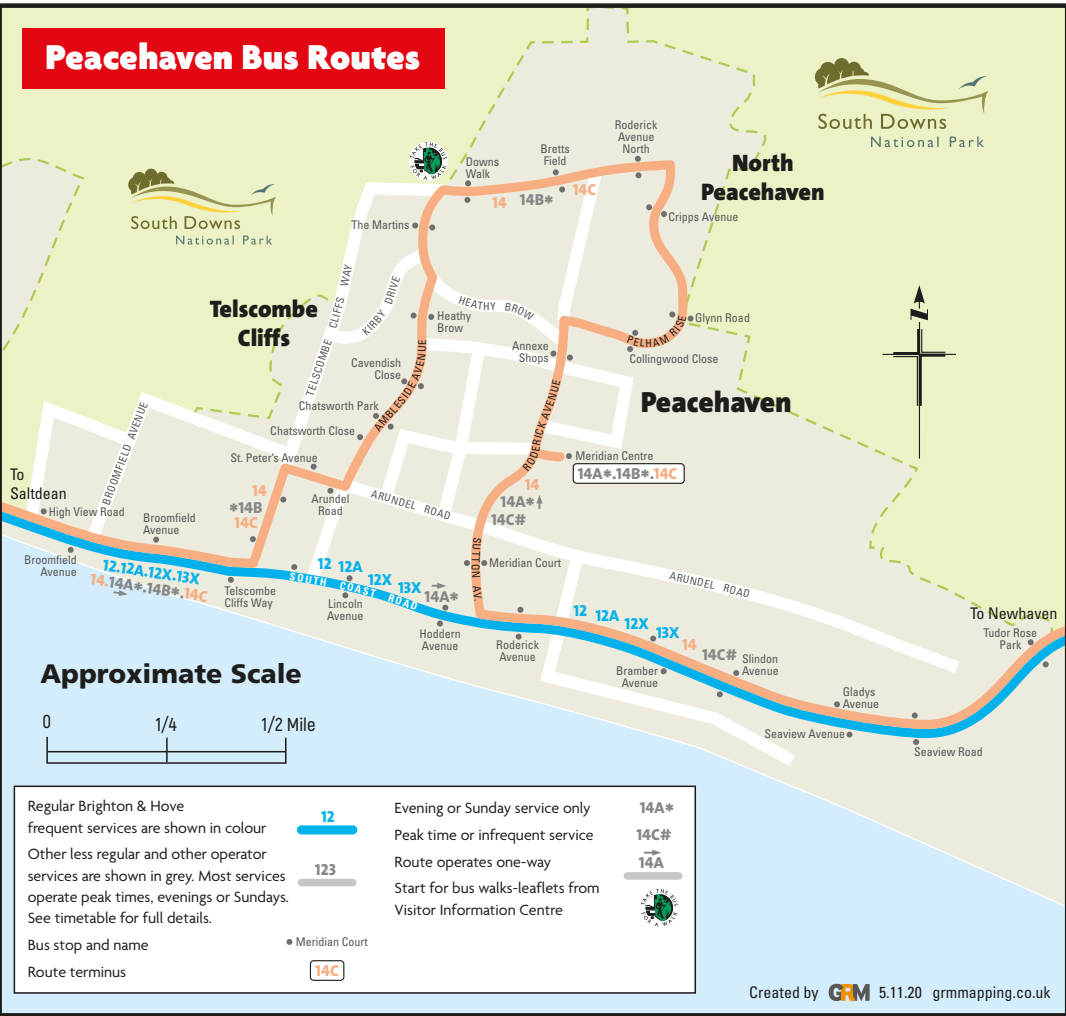 Peacehaven Bus Routes
South Downs
National Park
South Downs
National Park
TAKE THE BUS
FOR A WALK
Roderick
Avenue
North
Bretts
Field
Downs
Walk
14
14B*
14C
North
Peacehaven
Cripps Avenue
The Martins
TELSCOMBE CLIFFS WAY
KIRBY DRIVE
HEATHY BROW
Telscombe
Cliffs
Heathy
Brow
Glynn Road
PELHAM RISE
Annexe
Shops
Collingwood Close
Cavendish
Close
AMBLESIDE AVENUE
Peacehaven
Chatsworth Park
Chatsworth Close
RODERICK AVENUE
BROOMFIELD AVENUE
St. Peter's Avenue
Meridian Centre
14A*.14B*.14C
To
Saltdean
High View Road
Broomfield
Avenue
14
*14B
14C
Arundel
Road
ARUNDEL ROAD
14
14A*
14C#
SUTTON AV.
Meridian Court
ARUNDEL ROAD
Broomfield
Avenue
12.12A.12X.13X
14.14A*.14B*.14C
Telscombe
Cliffs Way
SOUTH COAST ROAD
12
12A
12X
13X
14A*
Lincoln
Avenue
Hoddern
Avenue
Roderick
Avenue
12
12A
12X
13X
14
14C#
Bramber
Avenue
Slindon
Avenue
To Newhaven
Tudor Rose
Park
Gladys
Avenue
Seaview Avenue
Seaview Road
N
Approximate Scale
0
1/4
1/2 Mile
Regular Brighton & Hove
frequent services are shown in colour
12
Other less regular and other operator
services are shown in grey. Most services
operate peak times, evenings or Sundays.
See timetable for full details.
123
Bus stop and name
Meridian Court
Route terminus
14C
Evening or Sunday service only
14A*
Peak time or infrequent service
14C#
Route operates one-way
14A
Start for bus walks-leaflets from
Visitor Information Centre
TAKE THE BUS
FOR A WALK
Created by GRM 5.11.20 grmmapping.co.uk